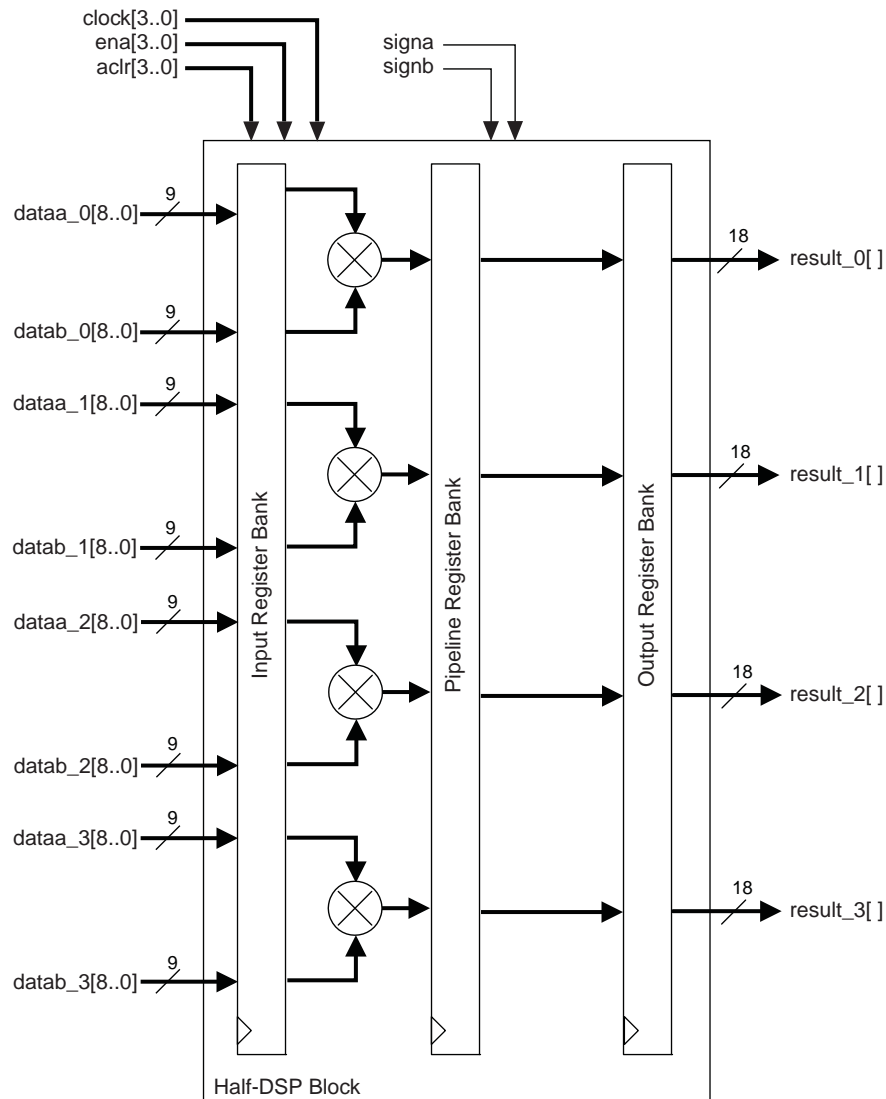 clock[3..0]
ena[3..0]
aclr[3..0]
signa
signb
9
dataa_0[8..0]
18
result_0[ ]
9
datab_0[8..0]
9
dataa_1[8..0]
18
result_1[ ]
9
datab_1[8..0]
9
dataa_2[8..0]
18
result_2[ ]
9
datab_2[8..0]
9
dataa_3[8..0]
18
result_3[ ]
9
datab_3[8..0]
Input Register Bank
Pipeline Register Bank
Output Register Bank
Half-DSP Block